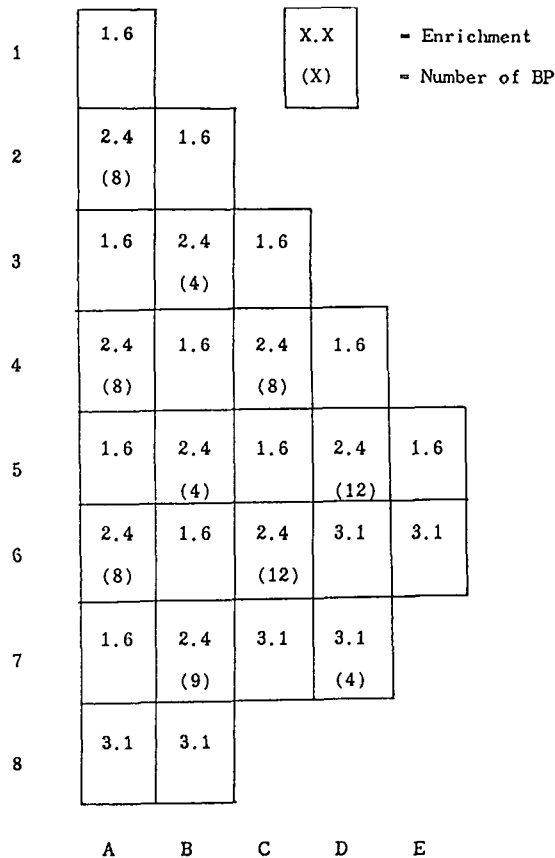 1 1.6 X.X = Enrichment
(X) = Number of BP
2 2.4 1.6
(8)
3 1.6 2.4 1.6
(4)
4 2.4 1.6 2.4 1.6
(8) (8)
5 1.6 2.4 1.6 2.4 1.6
(4) (12)
6 2.4 1.6 2.4 3.1 3.1
(8) (12)
7 1.6 2.4 3.1 3.1
(9) (4)
8 3.1 3.1
A B C D E